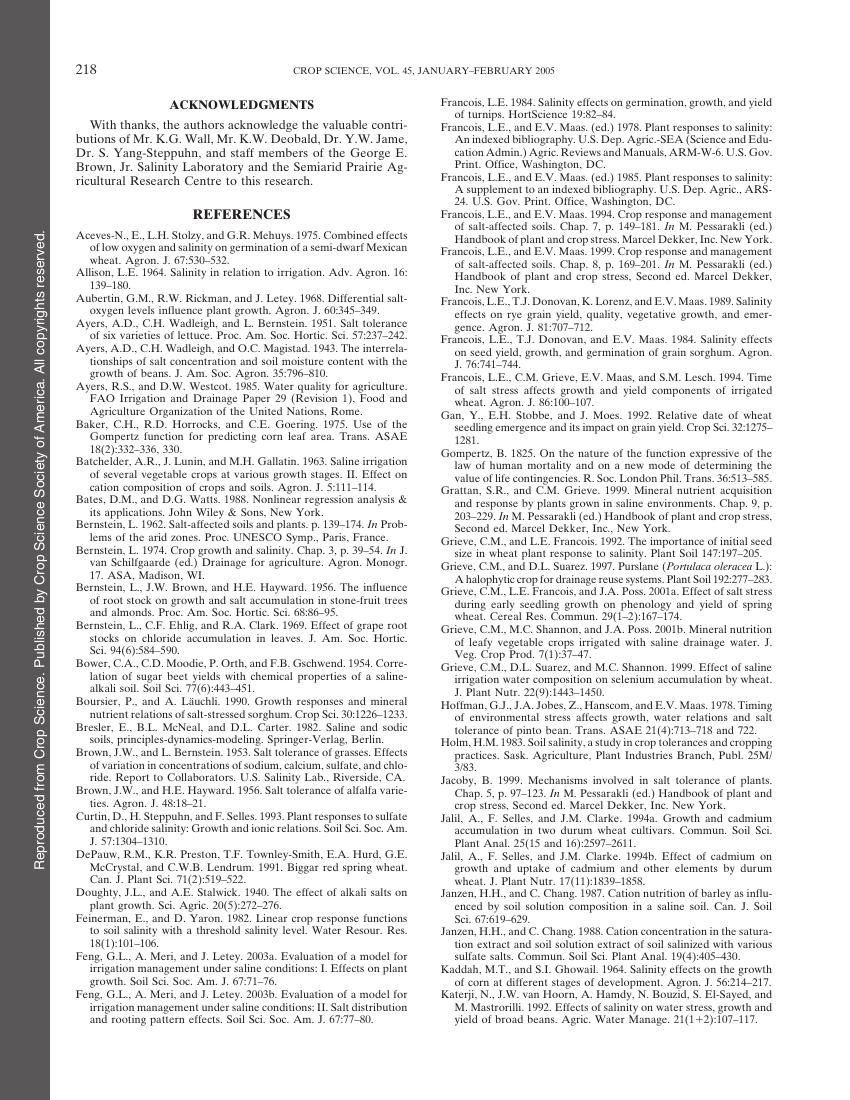 218
CROP SCIENCE, VOL. 45, JANUARY–FEBRUARY 2005
ACKNOWLEDGMENTS
With thanks, the authors acknowledge the valuable contri-
butions of Mr. K.G. Wall, Mr. K.W. Deobald, Dr. Y.W. Jame,
Dr. S. Yang-Steppuhn, and staff members of the George E.
Brown, Jr. Salinity Laboratory and the Semiarid Prairie Ag-
ricultural Research Centre to this research.
REFERENCES
Aceves-N., E., L.H. Stolzy, and G.R. Mehuys. 1975. Combined effects
of low oxygen and salinity on germination of a semi-dwarf Mexican
wheat. Agron. J. 67:530–532.
Allison, L.E. 1964. Salinity in relation to irrigation. Adv. Agron. 16:
139–180.
Aubertin, G.M., R.W. Rickman, and J. Letey. 1968. Differential salt-
oxygen levels influence plant growth. Agron. J. 60:345–349.
Ayers, A.D., C.H. Wadleigh, and L. Bernstein. 1951. Salt tolerance
of six varieties of lettuce. Proc. Am. Soc. Hortic. Sci. 57:237–242.
Ayers, A.D., C.H. Wadleigh, and O.C. Magistad. 1943. The interrela-
tionships of salt concentration and soil moisture content with the
growth of beans. J. Am. Soc. Agron. 35:796–810.
Ayers, R.S., and D.W. Westcot. 1985. Water quality for agriculture.
FAO Irrigation and Drainage Paper 29 (Revision 1), Food and
Agriculture Organization of the United Nations, Rome.
Baker, C.H., R.D. Horrocks, and C.E. Goering. 1975. Use of the
Gompertz function for predicting corn leaf area. Trans. ASAE
18(2):332–336, 330.
Batchelder, A.R., J. Lunin, and M.H. Gallatin. 1963. Saline irrigation
of several vegetable crops at various growth stages. II. Effect on
cation composition of crops and soils. Agron. J. 5:111–114.
Bates, D.M., and D.G. Watts. 1988. Nonlinear regression analysis &
its applications. John Wiley & Sons, New York.
Bernstein, L. 1962. Salt-affected soils and plants. p. 139–174. In Prob-
lems of the arid zones. Proc. UNESCO Symp., Paris, France.
Bernstein, L. 1974. Crop growth and salinity. Chap. 3, p. 39–54. In J.
van Schilfgaarde (ed.) Drainage for agriculture. Agron. Monogr.
17. ASA, Madison, WI.
Bernstein, L., J.W. Brown, and H.E. Hayward. 1956. The influence
of root stock on growth and salt accumulation in stone-fruit trees
and almonds. Proc. Am. Soc. Hortic. Sci. 68:86–95.
Bernstein, L., C.F. Ehlig, and R.A. Clark. 1969. Effect of grape root
stocks on chloride accumulation in leaves. J. Am. Soc. Hortic.
Sci. 94(6):584–590.
Bower, C.A., C.D. Moodie, P. Orth, and F.B. Gschwend. 1954. Corre-
lation of sugar beet yields with chemical properties of a saline-
alkali soil. Soil Sci. 77(6):443–451.
Boursier, P., and A. Läuchli. 1990. Growth responses and mineral
nutrient relations of salt-stressed sorghum. Crop Sci. 30:1226–1233.
Bresler, E., B.L. McNeal, and D.L. Carter. 1982. Saline and sodic
soils, principles-dynamics-modeling. Springer-Verlag, Berlin.
Brown, J.W., and L. Bernstein. 1953. Salt tolerance of grasses. Effects
of variation in concentrations of sodium, calcium, sulfate, and chlo-
ride. Report to Collaborators. U.S. Salinity Lab., Riverside, CA.
Brown, J.W., and H.E. Hayward. 1956. Salt tolerance of alfalfa varie-
ties. Agron. J. 48:18–21.
Curtin, D., H. Steppuhn, and F. Selles. 1993. Plant responses to sulfate
and chloride salinity: Growth and ionic relations. Soil Sci. Soc. Am.
J. 57:1304–1310.
DePauw, R.M., K.R. Preston, T.F. Townley-Smith, E.A. Hurd, G.E.
McCrystal, and C.W.B. Lendrum. 1991. Biggar red spring wheat.
Can. J. Plant Sci. 71(2):519–522.
Doughty, J.L., and A.E. Stalwick. 1940. The effect of alkali salts on
plant growth. Sci. Agric. 20(5):272–276.
Feinerman, E., and D. Yaron. 1982. Linear crop response functions
to soil salinity with a threshold salinity level. Water Resour. Res.
18(1):101–106.
Feng, G.L., A. Meri, and J. Letey. 2003a. Evaluation of a model for
irrigation management under saline conditions: I. Effects on plant
growth. Soil Sci. Soc. Am. J. 67:71–76.
Feng, G.L., A. Meri, and J. Letey. 2003b. Evaluation of a model for
irrigation management under saline conditions: II. Salt distribution
and rooting pattern effects. Soil Sci. Soc. Am. J. 67:77–80.
Francois, L.E. 1984. Salinity effects on germination, growth, and yield
of turnips. HortScience 19:82–84.
Francois, L.E., and E.V. Maas. (ed.) 1978. Plant responses to salinity:
An indexed bibliography. U.S. Dep. Agric.-SEA (Science and Edu-
cation Admin.) Agric. Reviews and Manuals, ARM-W-6. U.S. Gov.
Print. Office, Washington, DC.
Francois, L.E., and E.V. Maas. (ed.) 1985. Plant responses to salinity:
A supplement to an indexed bibliography. U.S. Dep. Agric., ARS-
24. U.S. Gov. Print. Office, Washington, DC.
Francois, L.E., and E.V. Maas. 1994. Crop response and management
of salt-affected soils. Chap. 7, p. 149–181. In M. Pessarakli (ed.)
Handbook of plant and crop stress. Marcel Dekker, Inc. New York.
Francois, L.E., and E.V. Maas. 1999. Crop response and management
of salt-affected soils. Chap. 8, p. 169–201. In M. Pessarakli (ed.)
Handbook of plant and crop stress, Second ed. Marcel Dekker,
Inc. New York.
Francois, L.E., T.J. Donovan, K. Lorenz, and E.V. Maas. 1989. Salinity
effects on rye grain yield, quality, vegetative growth, and emer-
gence. Agron. J. 81:707–712.
Francois, L.E., T.J. Donovan, and E.V. Maas. 1984. Salinity effects
on seed yield, growth, and germination of grain sorghum. Agron.
J. 76:741–744.
Francois, L.E., C.M. Grieve, E.V. Maas, and S.M. Lesch. 1994. Time
of salt stress affects growth and yield components of irrigated
wheat. Agron. J. 86:100–107.
Gan, Y., E.H. Stobbe, and J. Moes. 1992. Relative date of wheat
seedling emergence and its impact on grain yield. Crop Sci. 32:1275–
1281.
Gompertz, B. 1825. On the nature of the function expressive of the
law of human mortality and on a new mode of determining the
value of life contingencies. R. Soc. London Phil. Trans. 36:513–585.
Grattan, S.R., and C.M. Grieve. 1999. Mineral nutrient acquisition
and response by plants grown in saline environments. Chap. 9, p.
203–229. In M. Pessarakli (ed.) Handbook of plant and crop stress,
Second ed. Marcel Dekker, Inc., New York.
Grieve, C.M., and L.E. Francois. 1992. The importance of initial seed
size in wheat plant response to salinity. Plant Soil 147:197–205.
Grieve, C.M., and D.L. Suarez. 1997. Purslane (Portulaca oleracea L.):
A halophytic crop for drainage reuse systems. Plant Soil 192:277–283.
Grieve, C.M., L.E. Francois, and J.A. Poss. 2001a. Effect of salt stress
during early seedling growth on phenology and yield of spring
wheat. Cereal Res. Commun. 29(1–2):167–174.
Grieve, C.M., M.C. Shannon, and J.A. Poss. 2001b. Mineral nutrition
of leafy vegetable crops irrigated with saline drainage water. J.
Veg. Crop Prod. 7(1):37–47.
Grieve, C.M., D.L. Suarez, and M.C. Shannon. 1999. Effect of saline
irrigation water composition on selenium accumulation by wheat.
J. Plant Nutr. 22(9):1443–1450.
Hoffman, G.J., J.A. Jobes, Z., Hanscom, and E.V. Maas. 1978. Timing
of environmental stress affects growth, water relations and salt
tolerance of pinto bean. Trans. ASAE 21(4):713–718 and 722.
Holm, H.M. 1983. Soil salinity, a study in crop tolerances and cropping
practices. Sask. Agriculture, Plant Industries Branch, Publ. 25M/
3/83.
Jacoby, B. 1999. Mechanisms involved in salt tolerance of plants.
Chap. 5, p. 97–123. In M. Pessarakli (ed.) Handbook of plant and
crop stress, Second ed. Marcel Dekker, Inc. New York.
Jalil, A., F. Selles, and J.M. Clarke. 1994a. Growth and cadmium
accumulation in two durum wheat cultivars. Commun. Soil Sci.
Plant Anal. 25(15 and 16):2597–2611.
Jalil, A., F. Selles, and J.M. Clarke. 1994b. Effect of cadmium on
growth and uptake of cadmium and other elements by durum
wheat. J. Plant Nutr. 17(11):1839–1858.
Janzen, H.H., and C. Chang. 1987. Cation nutrition of barley as influ-
enced by soil solution composition in a saline soil. Can. J. Soil
Sci. 67:619–629.
Janzen, H.H., and C. Chang. 1988. Cation concentration in the satura-
tion extract and soil solution extract of soil salinized with various
sulfate salts. Commun. Soil Sci. Plant Anal. 19(4):405–430.
Kaddah, M.T., and S.I. Ghowail. 1964. Salinity effects on the growth
of corn at different stages of development. Agron. J. 56:214–217.
Katerji, N., J.W. van Hoorn, A. Hamdy, N. Bouzid, S. El-Sayed, and
M. Mastrorilli. 1992. Effects of salinity on water stress, growth and
yield of broad beans. Agric. Water Manage. 21(1+2):107–117.
Reproduced from Crop Science. Published by Crop Science Society of America. All copyrights reserved.